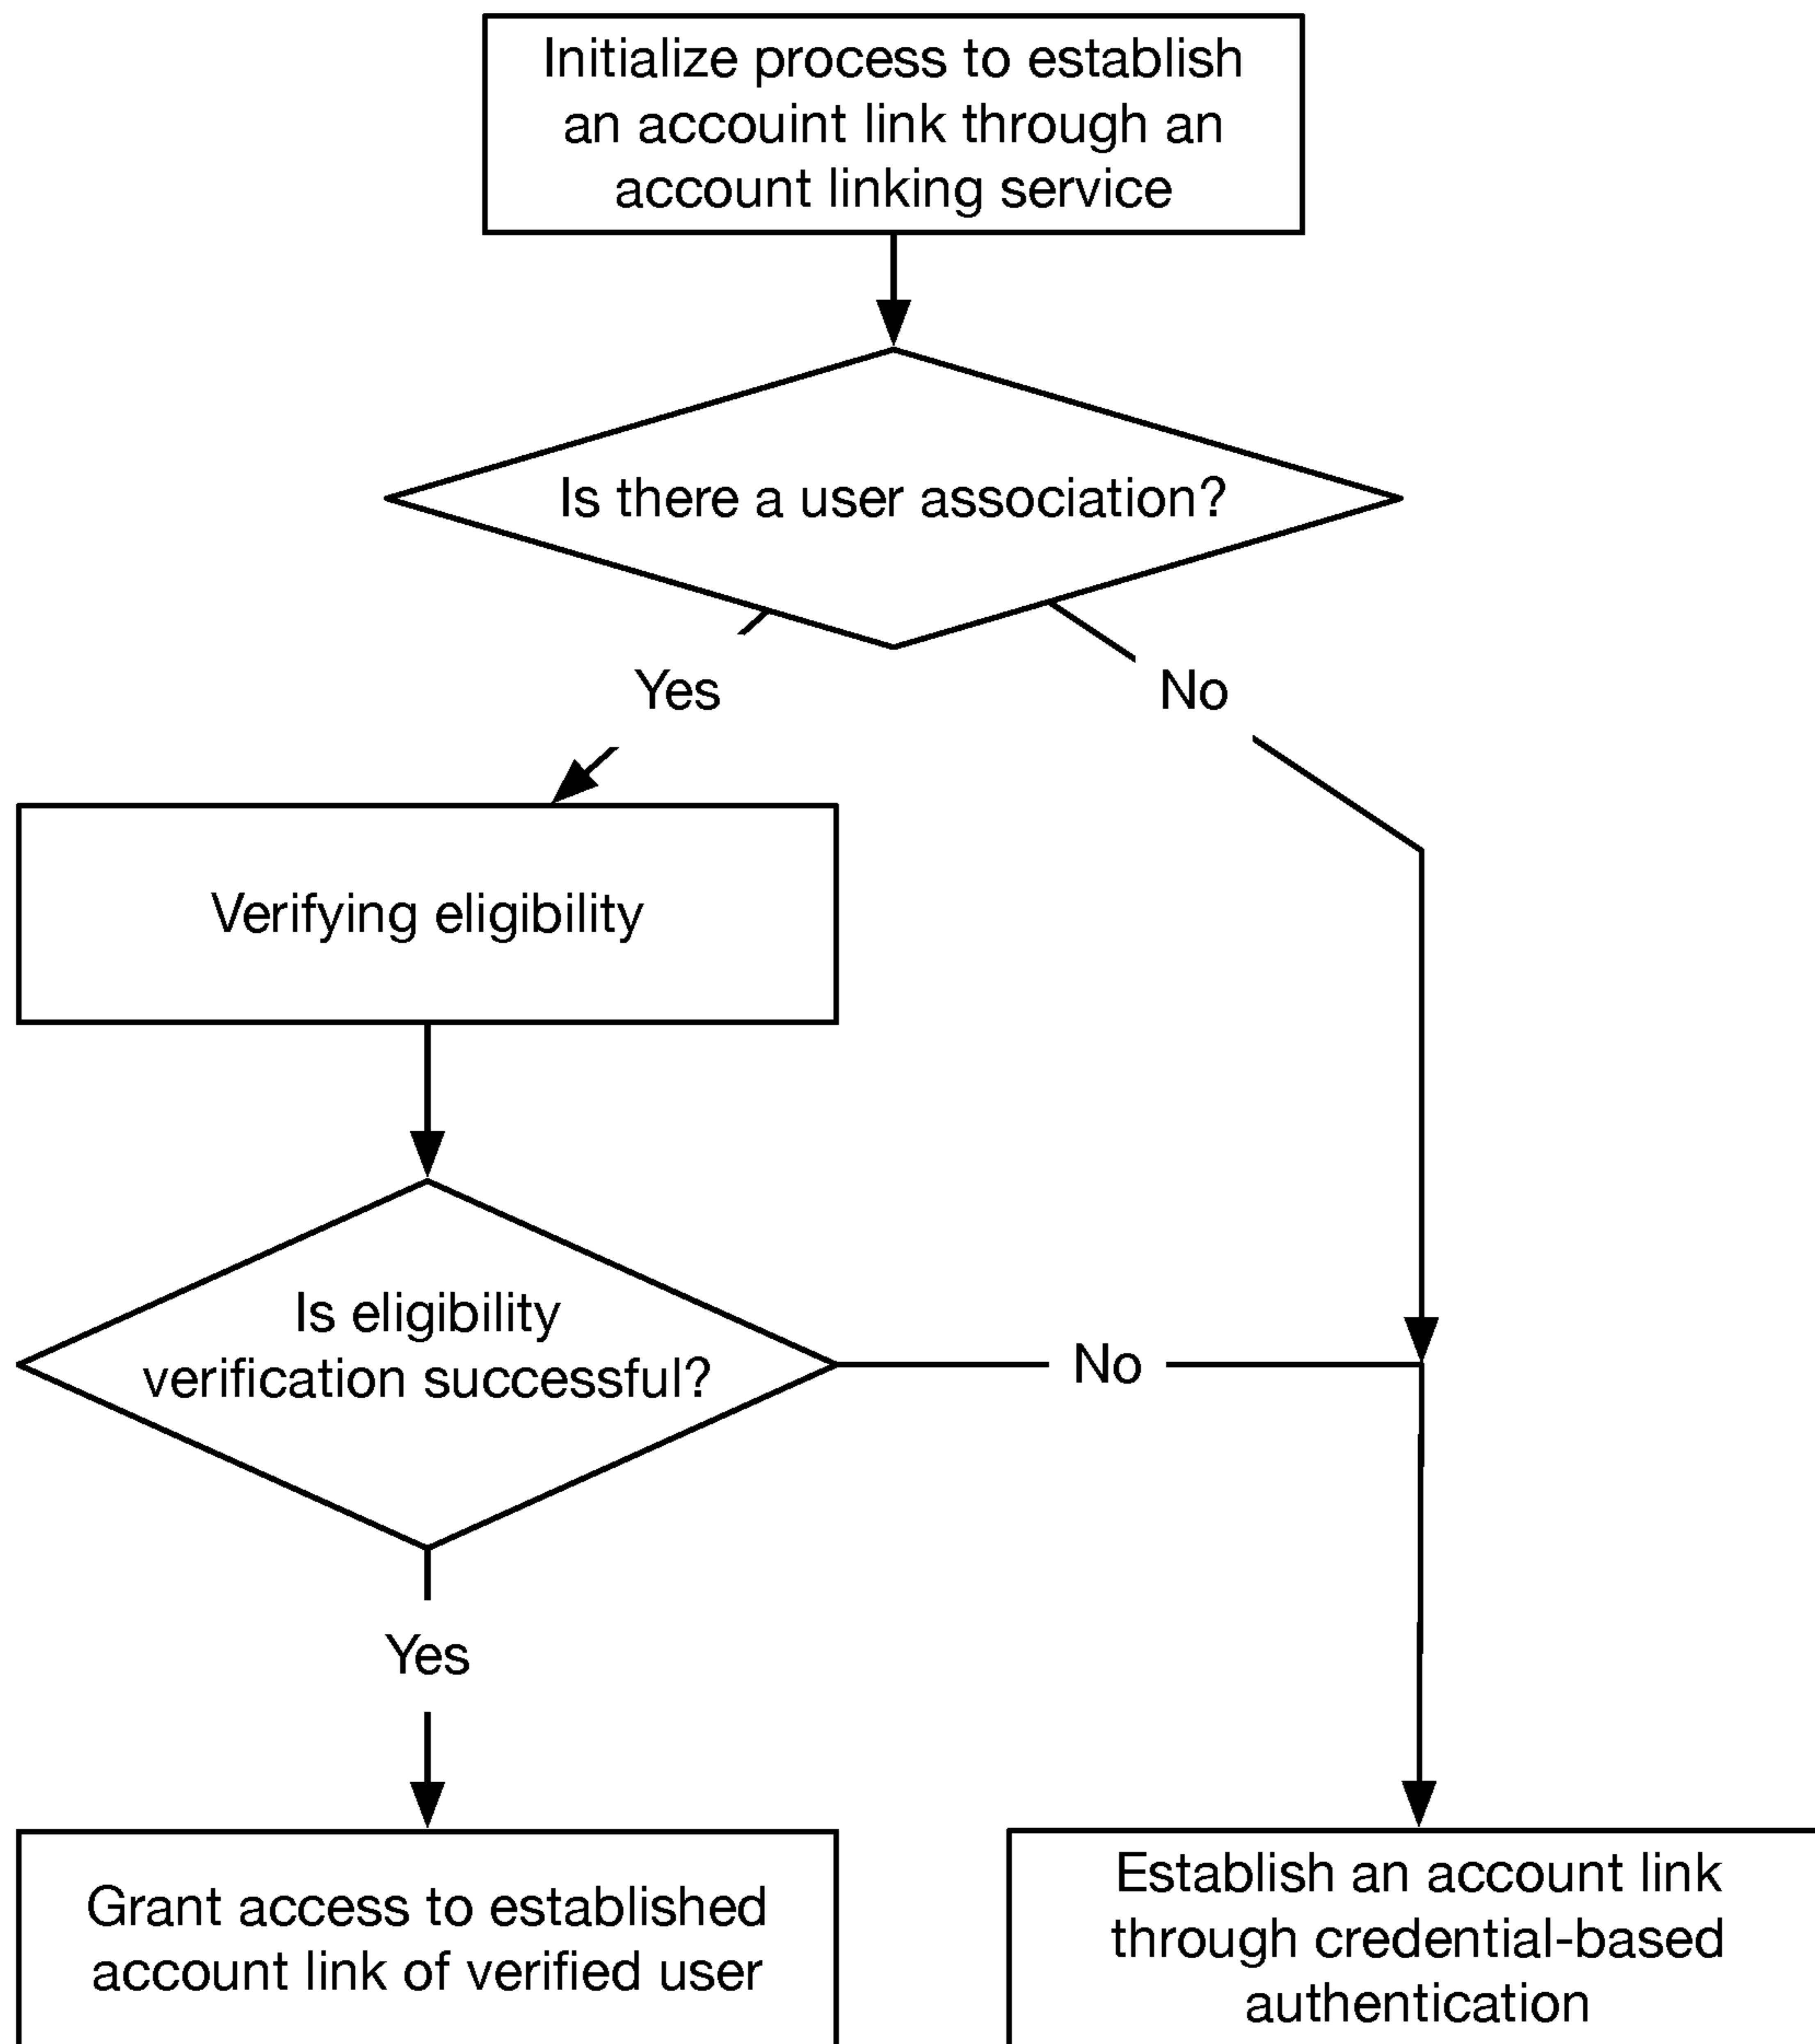 Initialize process to establish
an accouint link through an
account linking service
Is there a user association?
Yes
No
Verifying eligibility
Is eligibility
verification successful?
No
Yes
Grant access to established
account link of verified user
Establish an account link
through credential-based
authentication